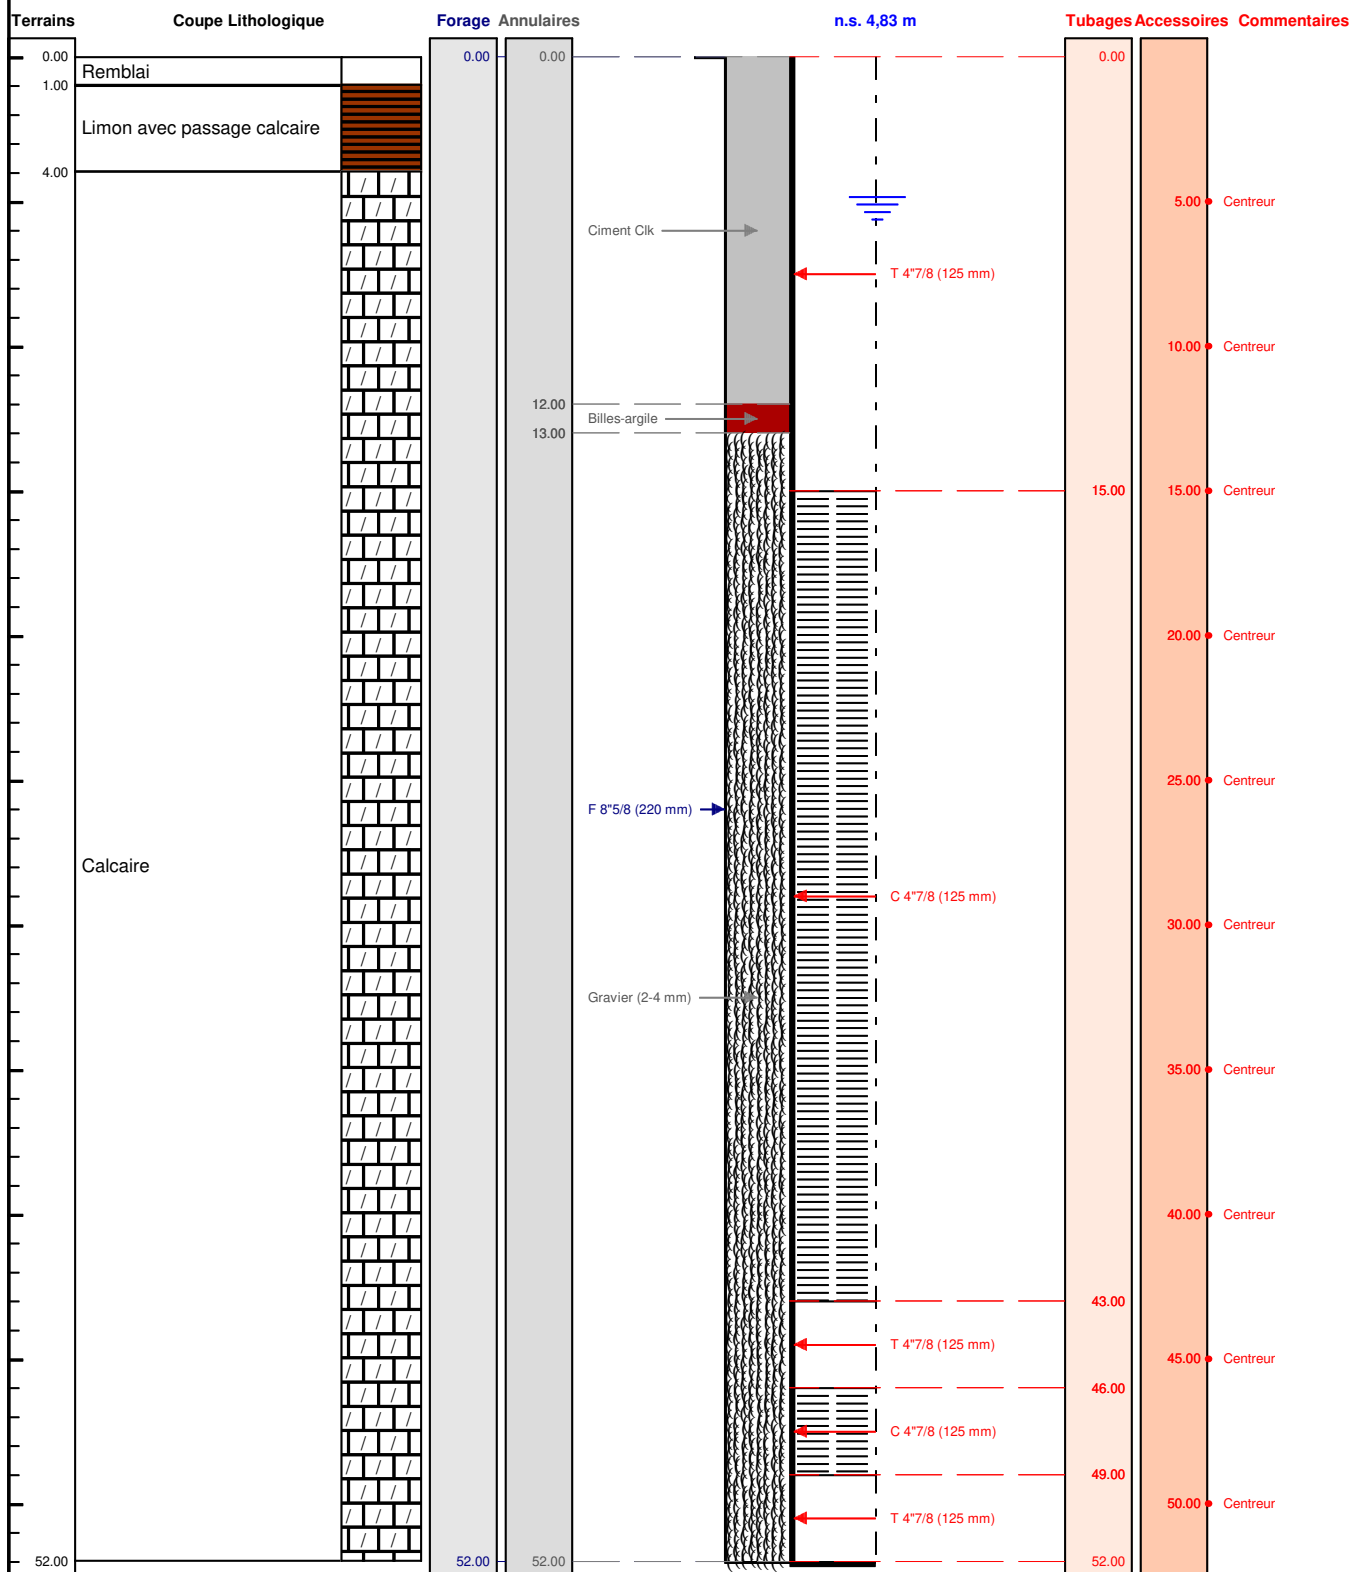 Terrains Coupe Lithologique Forage Annulaires n.s. 4,83 m Tubages Accessoires Commentaires
0.00 0.00 0.00 0.00
Remblai
1.00
Limon avec passage calcaire
4.00
5.00 Centreur
Ciment Clk
T 4"7/8 (125 mm)
10.00 Centreur
12.00
Billes-argile
13.00
15.00 15.00 Centreur
20.00 Centreur
25.00 Centreur
F 8"5/8 (220 mm)
Calcaire
C 4"7/8 (125 mm)
30.00 Centreur
Gravier (2-4 mm)
35.00 Centreur
40.00 Centreur
43.00
T 4"7/8 (125 mm)
45.00 Centreur
46.00
C 4"7/8 (125 mm)
49.00
50.00 Centreur
T 4"7/8 (125 mm)
52.00 52.00 52.00 52.00